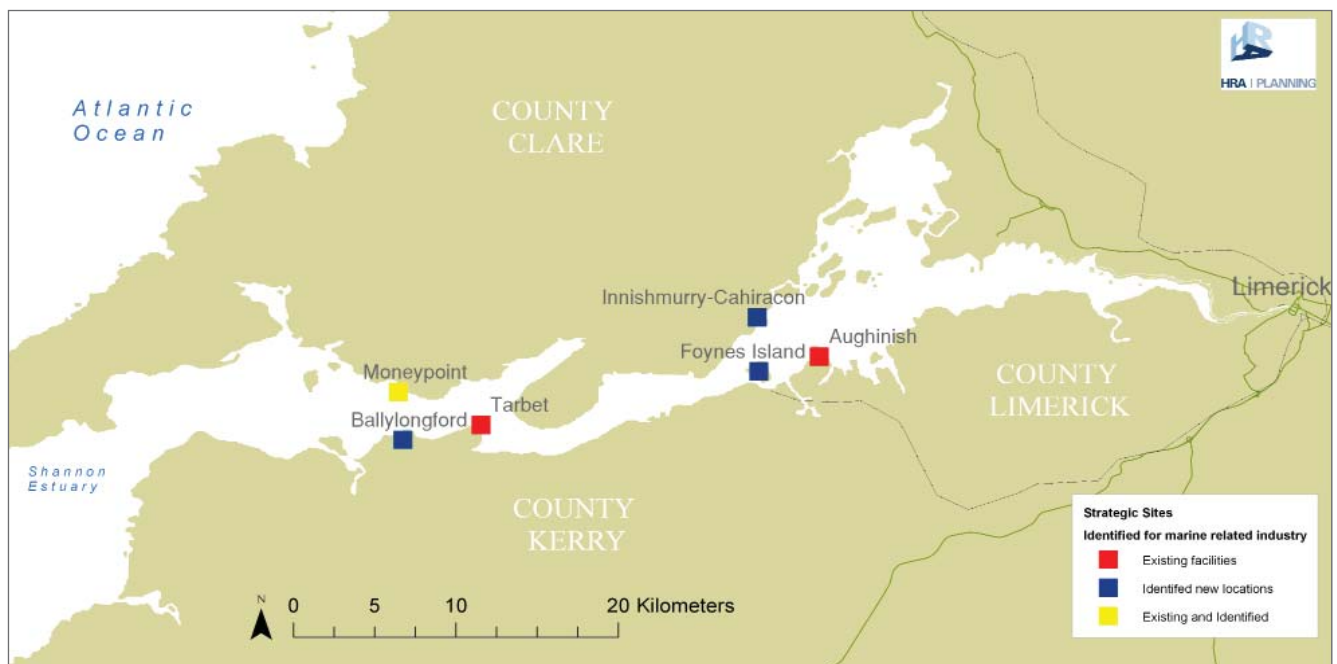 HRA | PLANNING
Atlantic
Ocean
COUNTY
CLARE
Innishmurry-Cahiracon
Limerick
Foynes Island
Aughinish
Moneypoint
Ballylongford
Tarbet
COUNTY
LIMERICK
Shannon
Estuary
COUNTY
KERRY
N
0 5 10 20 Kilometers
Strategic Sites
Identified for marine related industry
Existing facilities
Identifed new locations
Existing and Identified